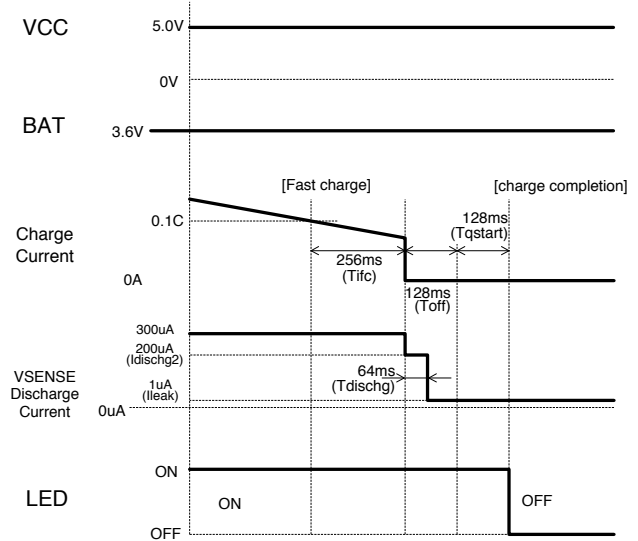 VCC
5.0V
0V
BAT
3.6V
[Fast charge]
[charge completion]
0.1C
128ms
(Tqstart)
Charge
Current
256ms
(Tifc)
0A
128ms
(Toff)
300uA
200uA
(Idischg2)
VSENSE
Discharge
Current
64ms
(Tdischg)
1uA
(Ileak)
0uA
ON
LED
ON
OFF
OFF